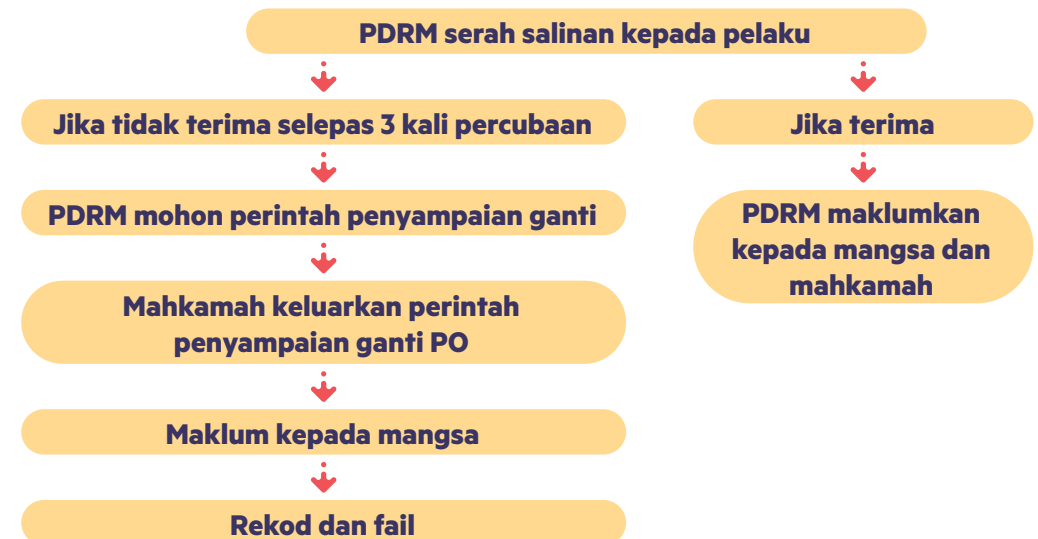 PDRM serah salinan kepada pelaku
Jika tidak terima selepas 3 kali percubaan
Jika terima
PDRM mohon perintah penyampaian ganti
PDRM maklumkan
kepada mangsa dan
mahkamah
Mahkamah keluarkan perintah
penyampaian ganti PO
Maklum kepada mangsa
Rekod dan fail